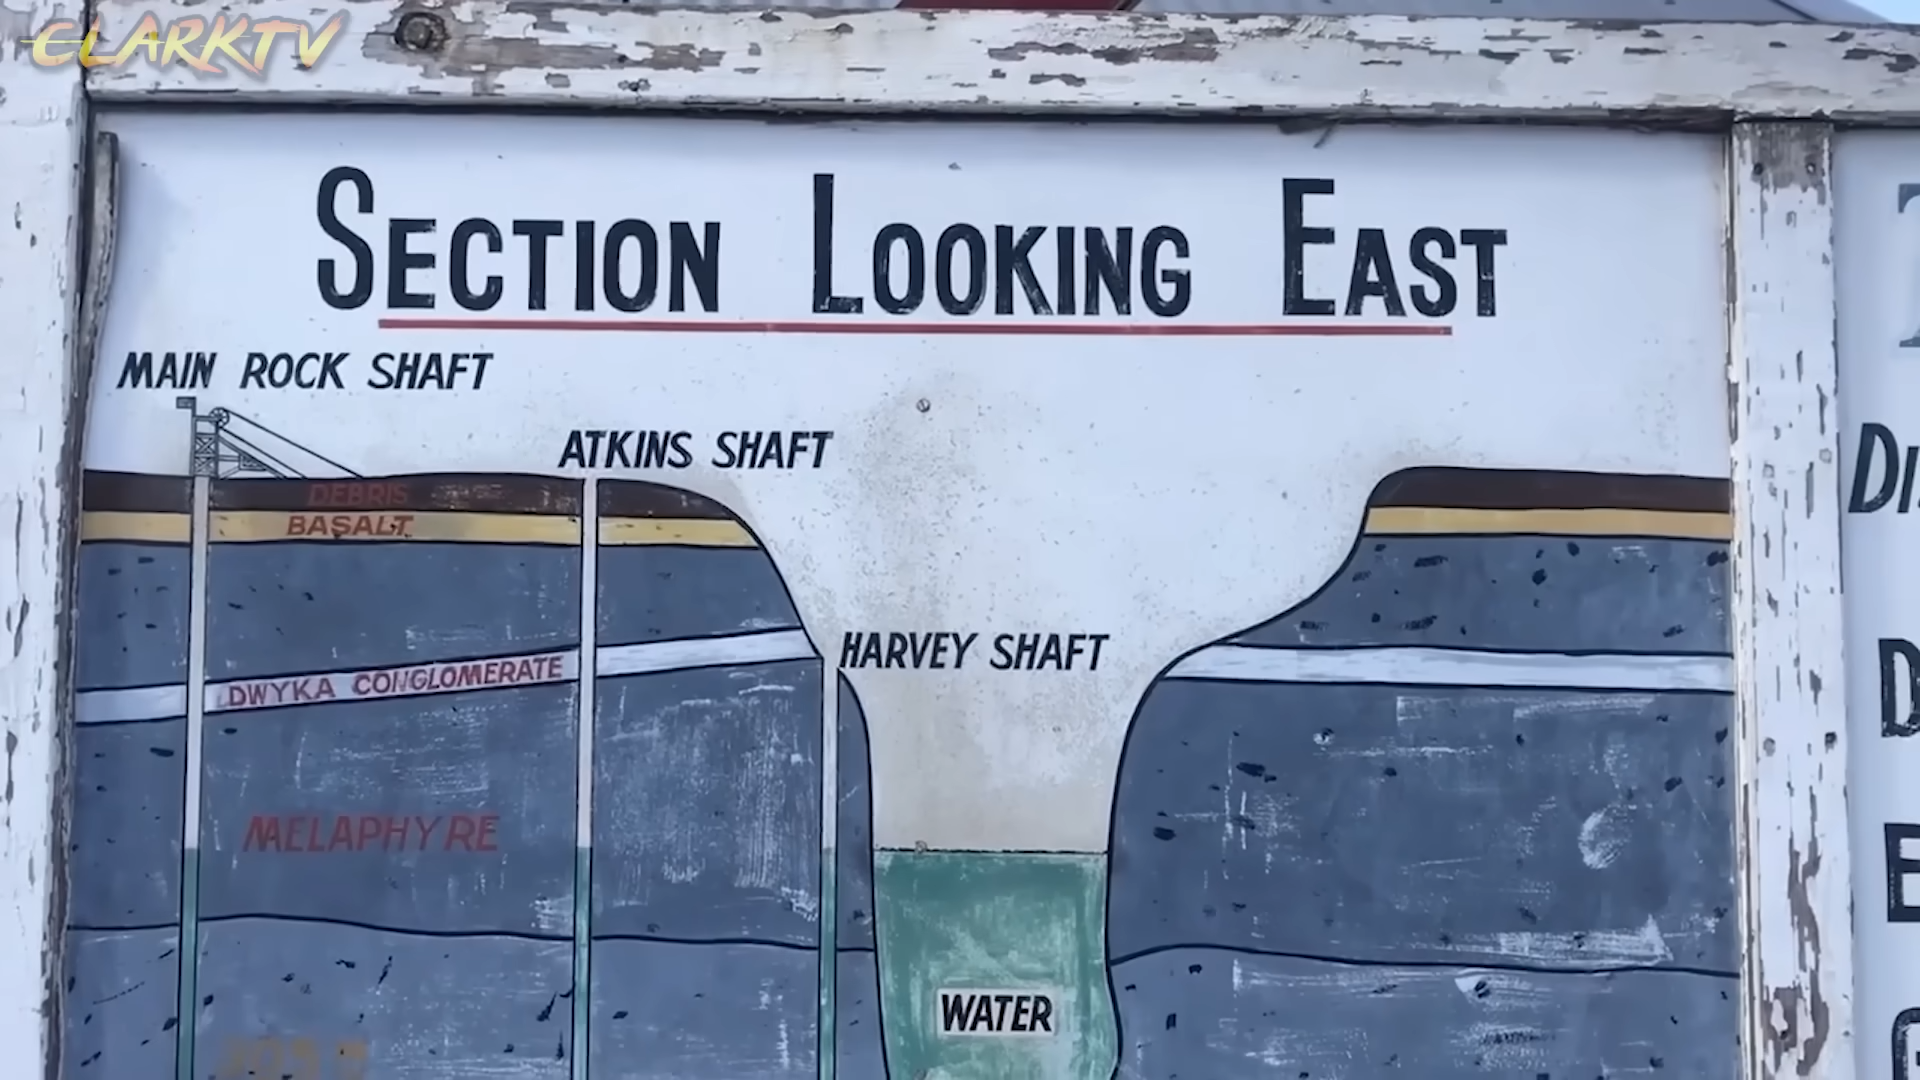 CLARKTV
SECTION LOOKING EAST
MAIN ROCK SHAFT
ATKINS SHAFT
DEBRIS
BASALT
HARVEY SHAFT
DWYKA CONGLOMERATE
MELAPHYRE
WATER